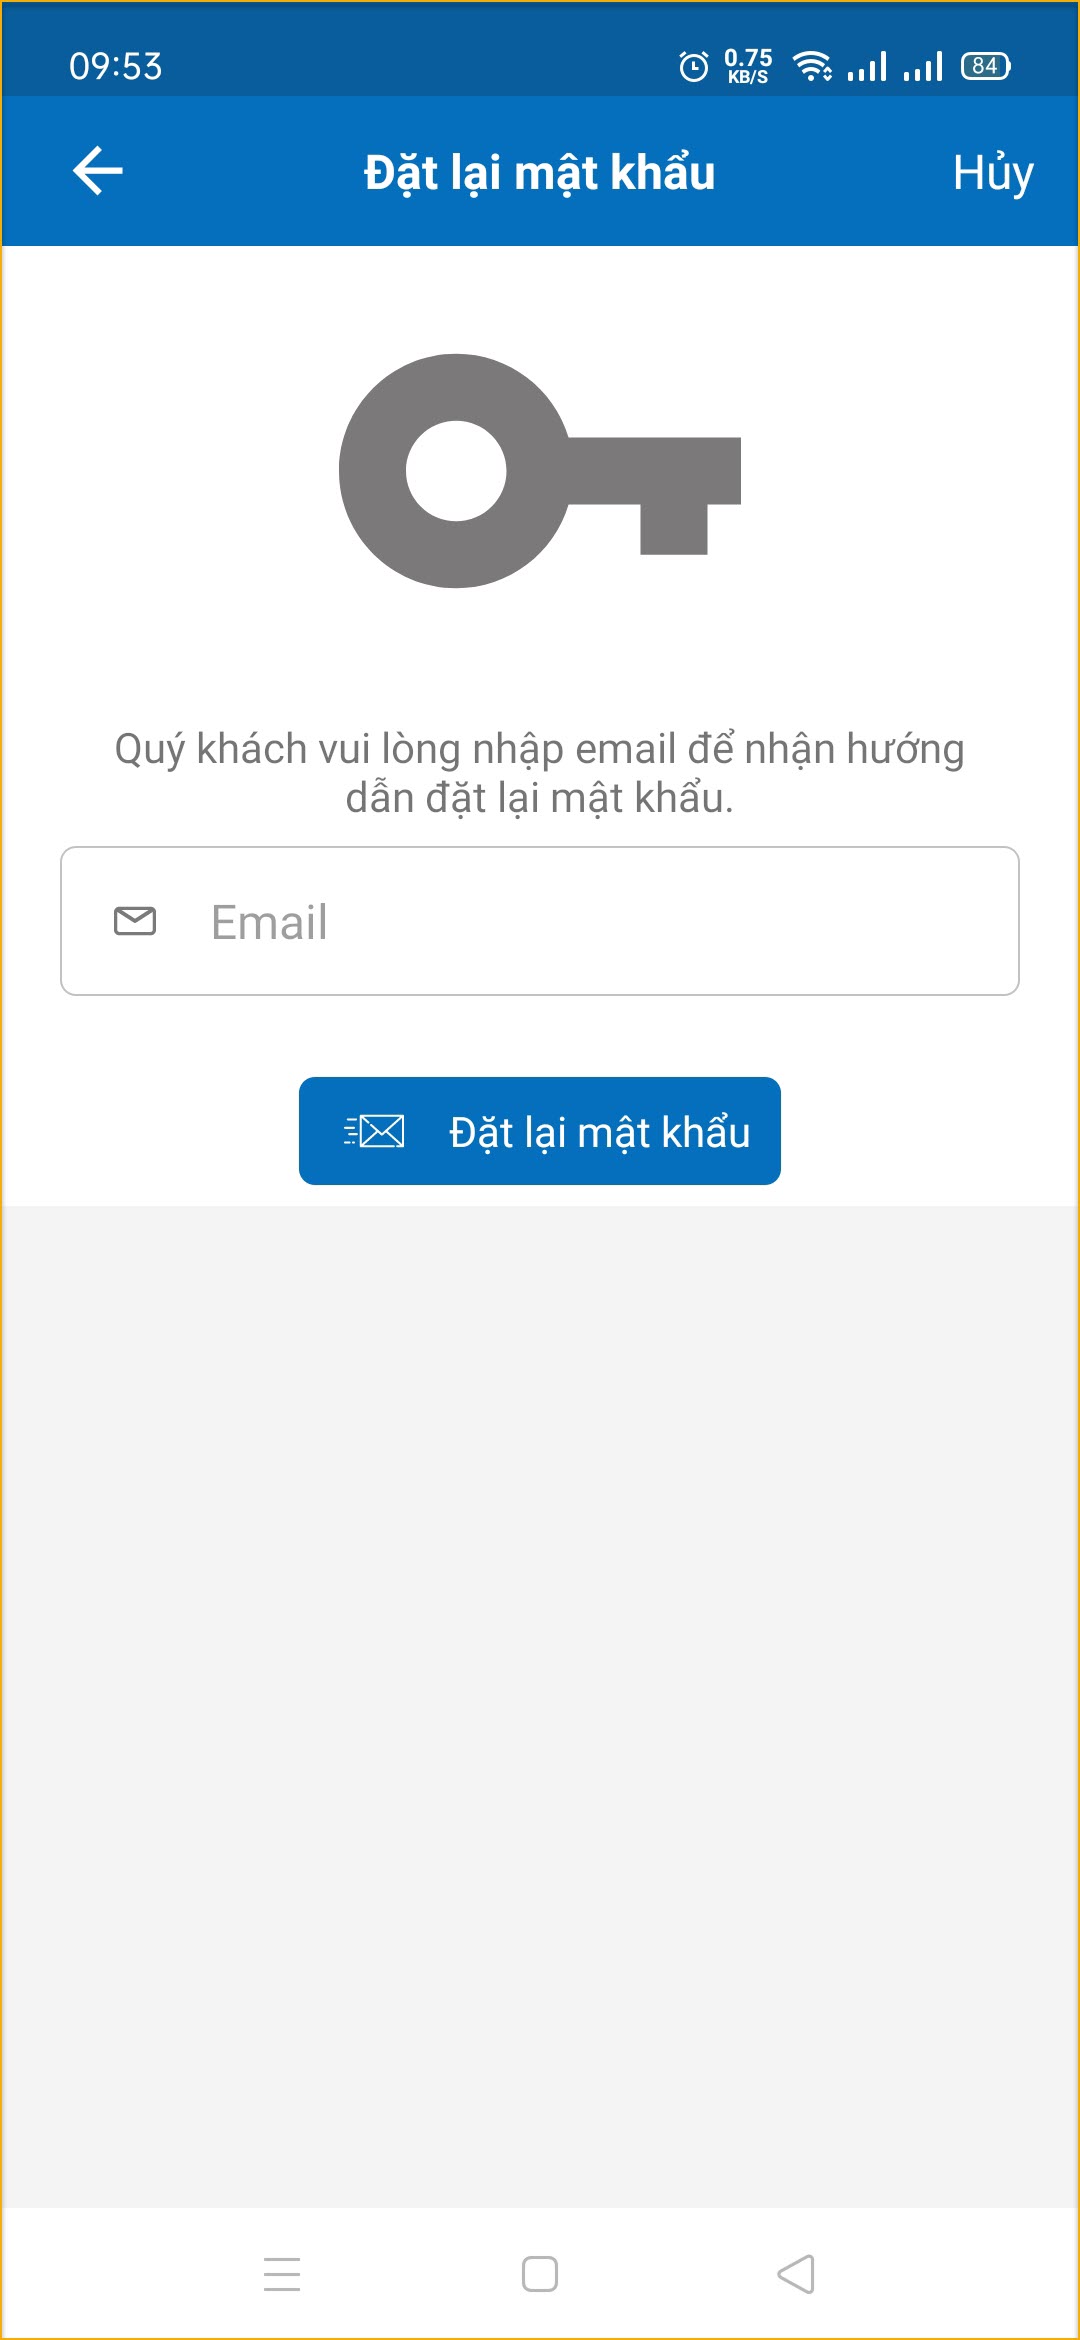 09:53
0.75
KB/S
84
Đặt lại mật khẩu
Hủy
Quý khách vui lòng nhập email để nhận hướng
dẫn đặt lại mật khẩu.
Email
Đặt lại mật khẩu